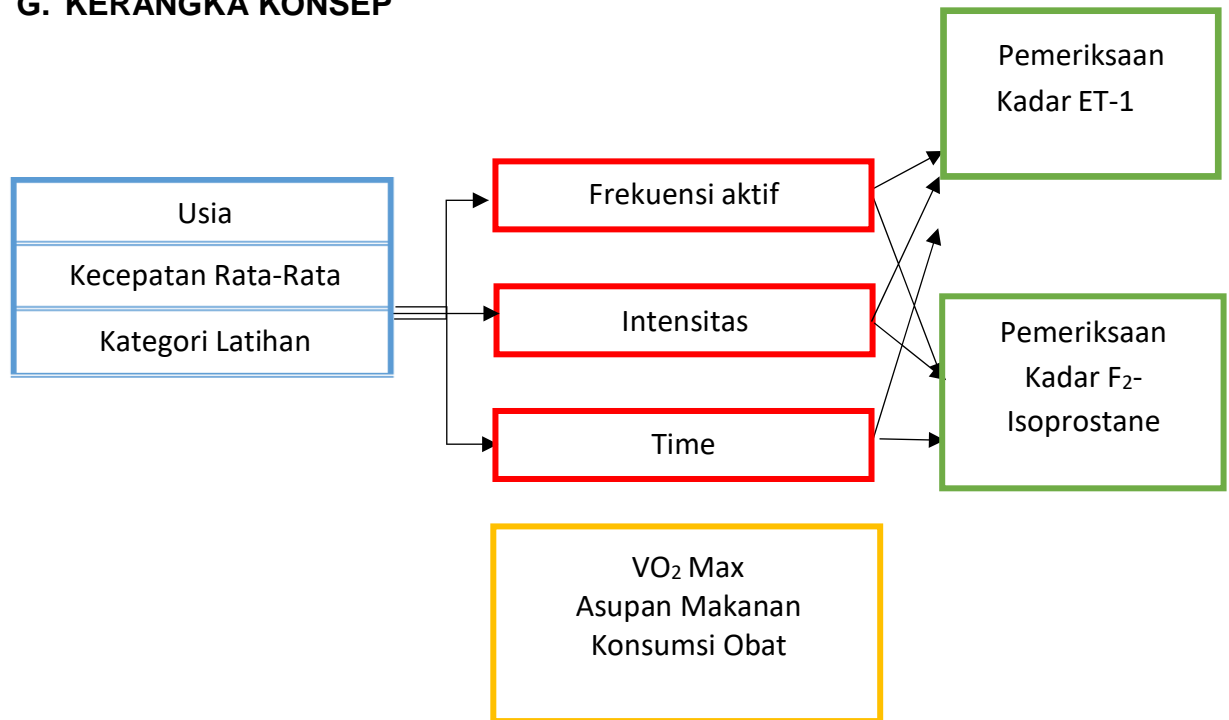 G. KERANGKA KONSEP
Usia
Kecepatan Rata-Rata
Kategori Latihan
Frekuensi aktif
Intensitas
Time
VO₂ Max
Asupan Makanan
Konsumsi Obat
Pemeriksaan
Kadar ET-1
Pemeriksaan
Kadar F₂-
Isoprostane